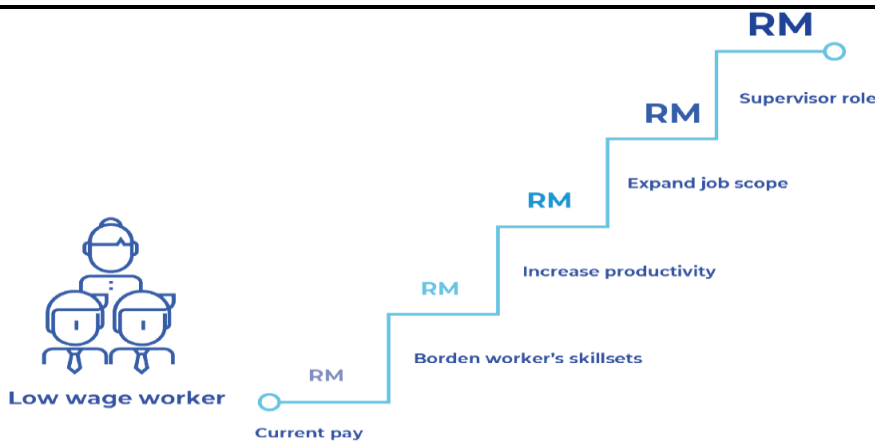 RM
Supervisor role
RM
Expand job scope
RM
Increase productivity
RM
Borden worker's skillsets
RM
Low wage worker
Current pay